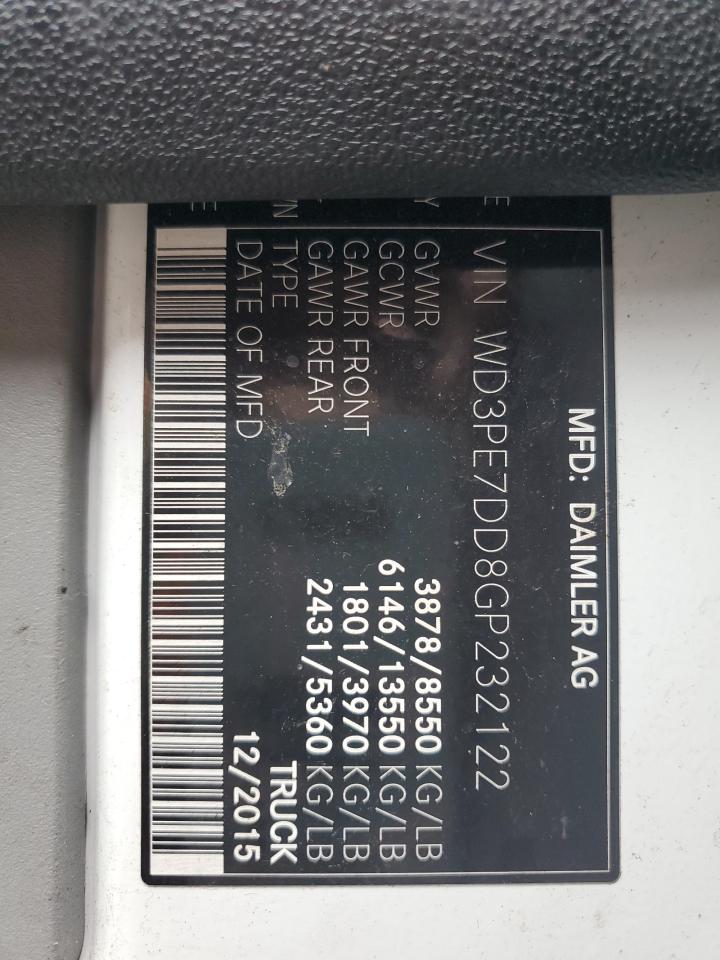 MFD: DAIMLER AG
VIN WD3PE7DD8GP232122
GVWR 3878/8550 KG/LB
GCWR 6146/13550 KG/LB
GAWR FRONT 1801/3970 KG/LB
GAWR REAR 2431/5360 KG/LB
TYPE TRUCK
DATE OF MFD 12/2015